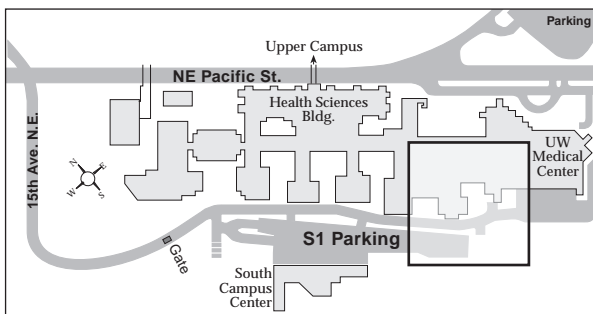 Parking
Upper Campus
NE Pacific St.
Health Sciences
Bldg.
15th Ave. N.E.
N
E
W
S
UW
Medical
Center
S1 Parking
Gate
South
Campus
Center